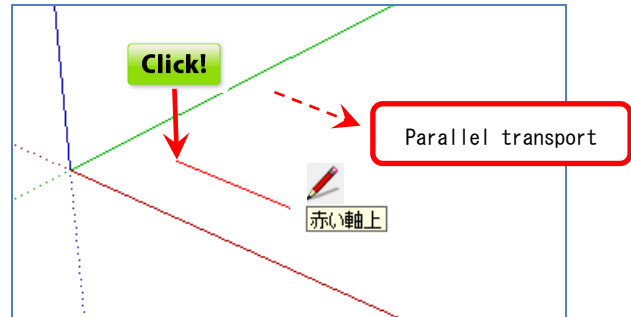 Click!
Parallel transport
赤い軸上